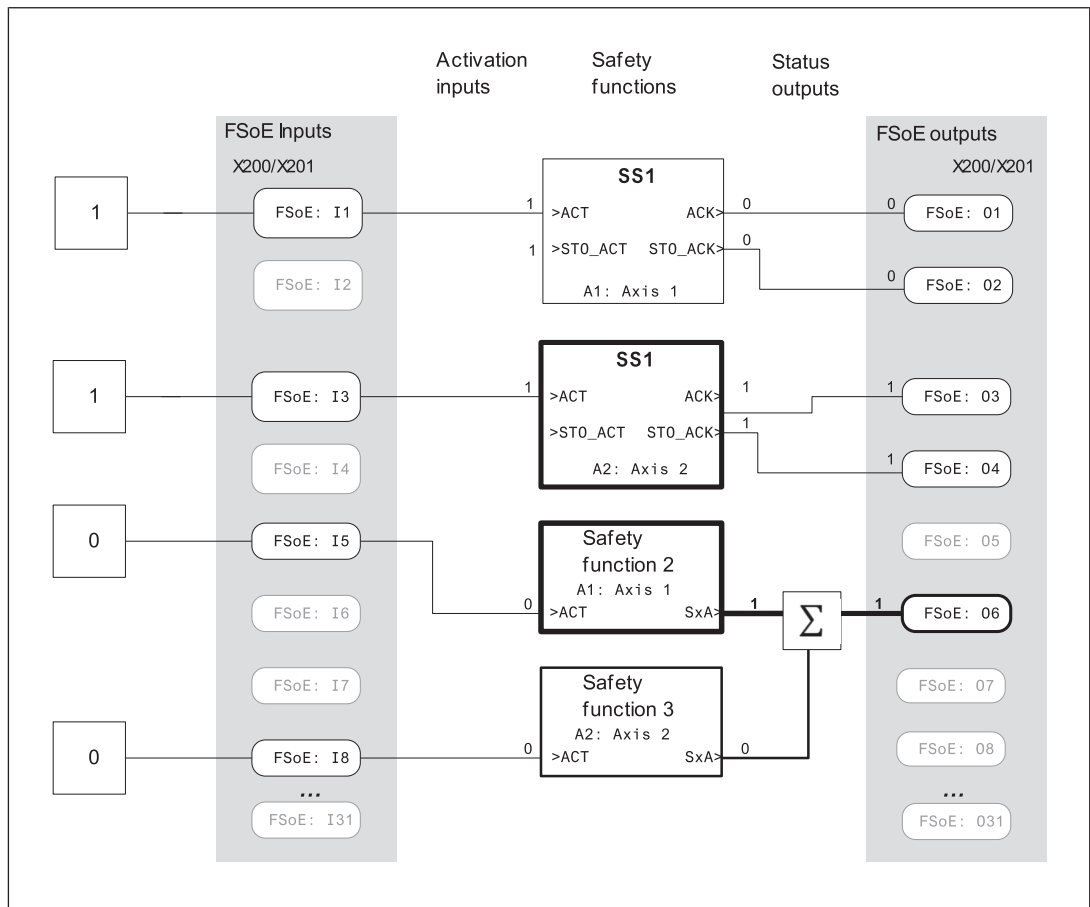 Activation inputs
Safety functions
Status outputs
FSoE Inputs
X200/X201
FSoE outputs
X200/X201
SS1
1
FSoE: I1
1
>ACT
ACK>
0
0
FSoE: O1
1
>STO_ACT
STO_ACK>
0
FSoE: I2
A1: Axis 1
0
FSoE: O2
SS1
1
FSoE: I3
1
>ACT
ACK>
1
1
FSoE: O3
>STO_ACT
STO_ACK>
1
FSoE: I4
A2: Axis 2
1
FSoE: O4
0
FSoE: I5
Safety function 2
A1: Axis 1
FSoE: O5
FSoE: I6
0
>ACT
SxA>
1
Σ
1
FSoE: O6
FSoE: I7
Safety function 3
A2: Axis 2
FSoE: O7
0
FSoE: I8
0
>ACT
SxA>
0
FSoE: O8
...
...
FSoE: I31
FSoE: O31